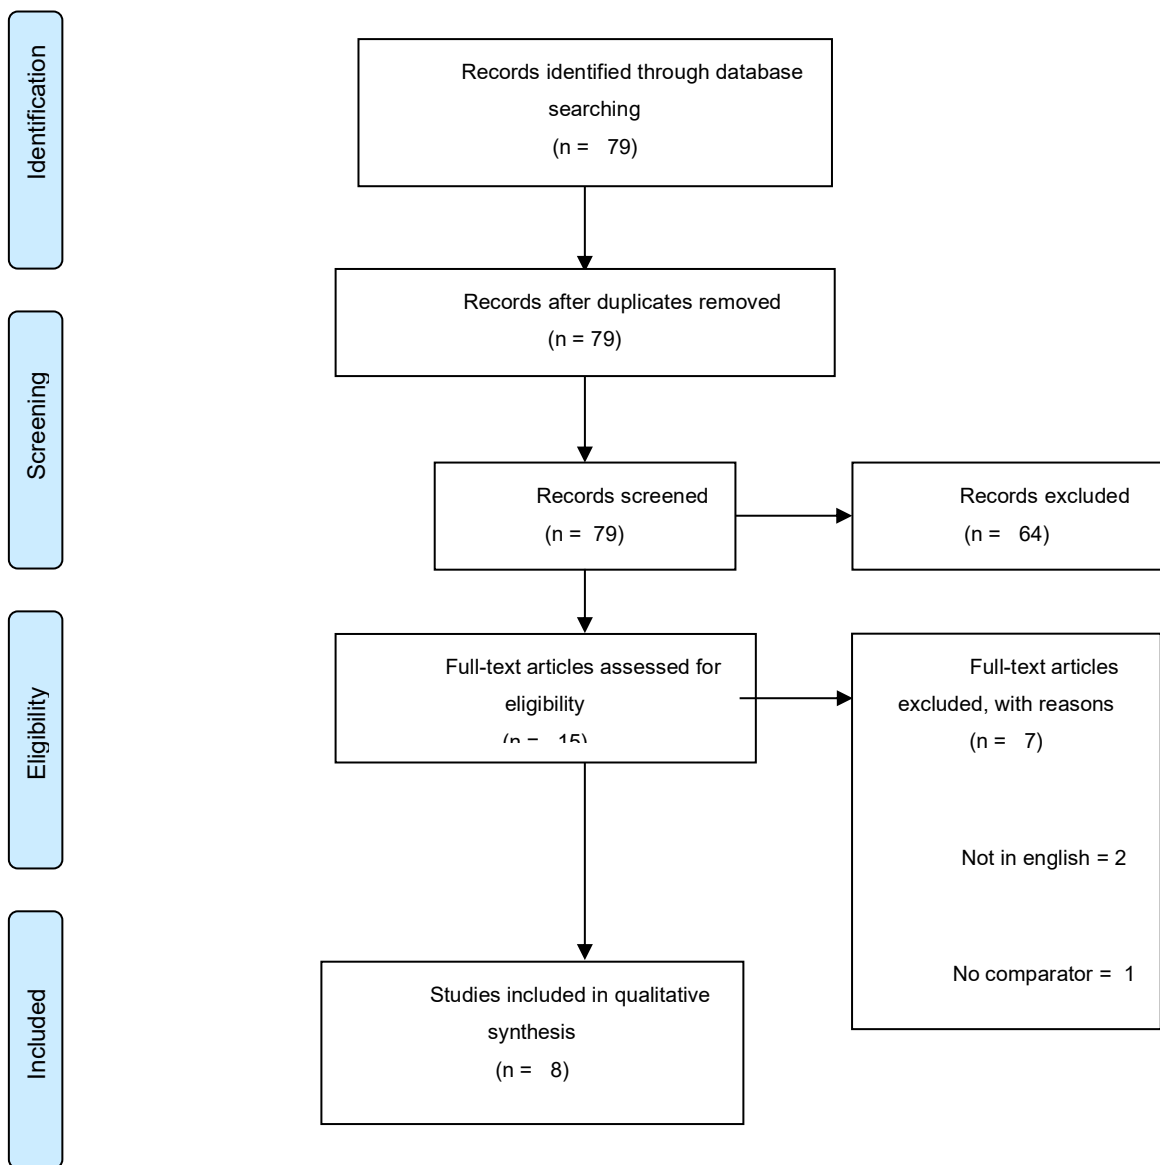 Identification
Records identified through database
searching
(n = 79)
Records after duplicates removed
(n = 79)
Screening
Records screened
(n = 79)
Records excluded
(n = 64)
Eligibility
Full-text articles assessed for
eligibility
(n = 15)
Full-text articles
excluded, with reasons
(n = 7)
Not in english = 2
No comparator = 1
Included
Studies included in qualitative
synthesis
(n = 8)